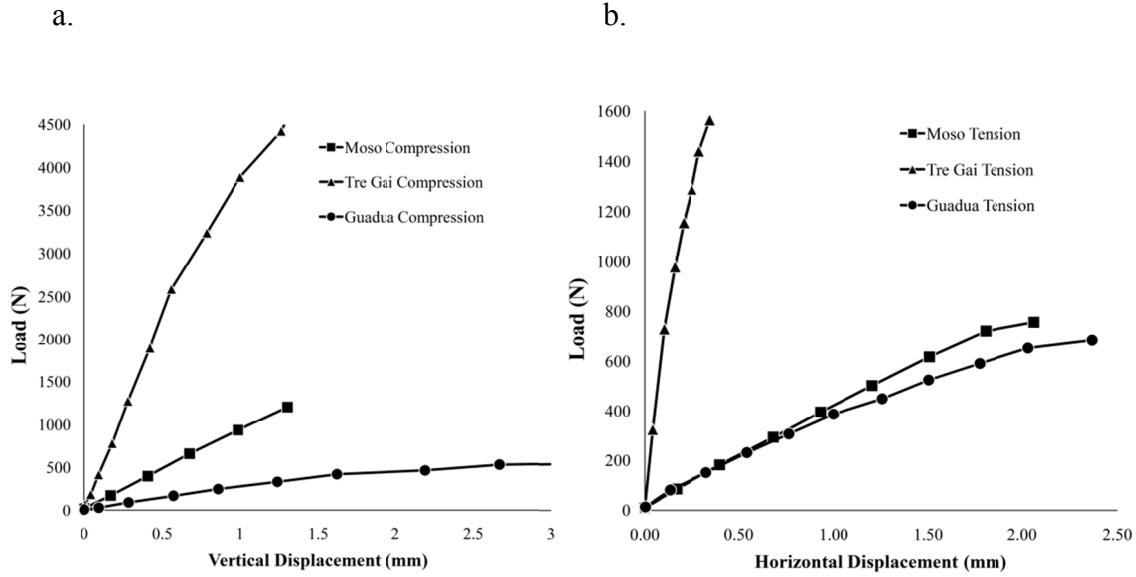 a.
4500
4000
3500
3000
2500
2000
1500
1000
500
0
0
0.5
1
1.5
2
2.5
3
Load (N)
Vertical Displacement (mm)
Moso Compression
Tre Gai Compression
Guadua Compression
b.
1600
1400
1200
1000
800
600
400
200
0
0.00
0.50
1.00
1.50
2.00
2.50
Load (N)
Horizontal Displacement (mm)
Moso Tension
Tre Gai Tension
Guadua Tension